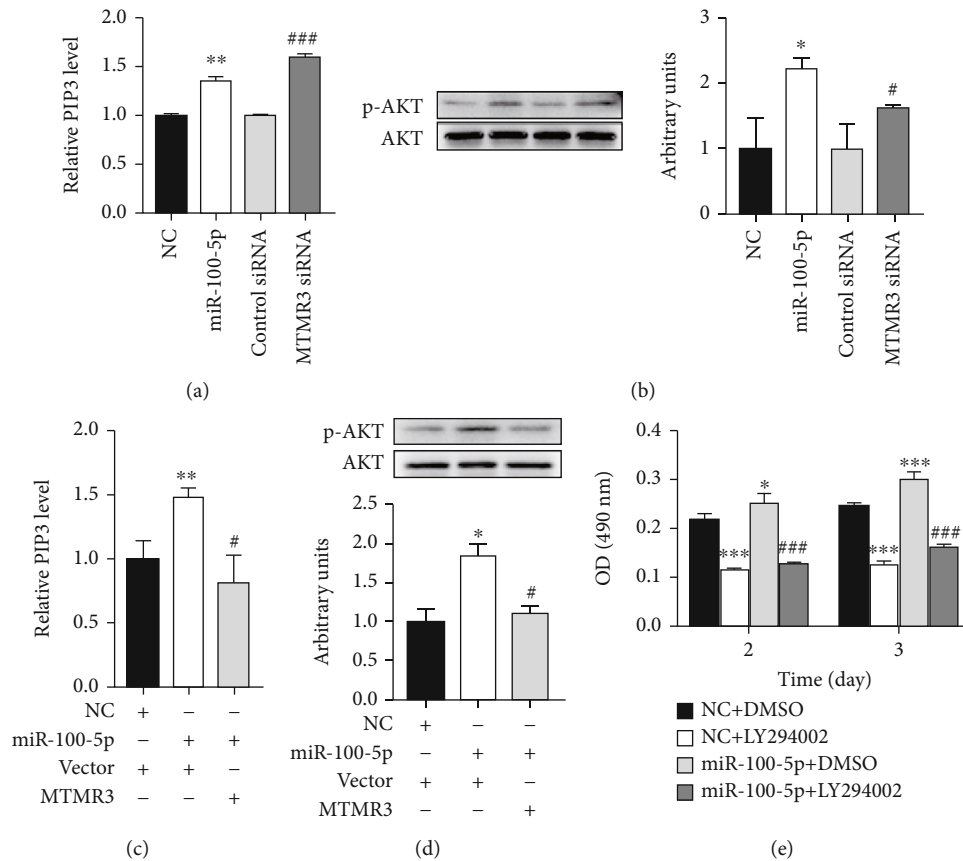 Relative PIP3 level
2.0
1.5
1.0
0.5
0.0
**
###
NC
miR-100-5p
Control siRNA
MTMR3 siRNA
(a)
p-AKT
AKT
Arbitrary units
3
2
1
0
*
#
NC
miR-100-5p
Control siRNA
MTMR3 siRNA
(b)
Relative PIP3 level
2.0
1.5
1.0
0.5
0.0
**
#
NC + − −
miR-100-5p − + +
Vector + + −
MTMR3 − − +
(c)
p-AKT
AKT
Arbitrary units
2.5
2.0
1.5
1.0
0.5
0.0
*
#
NC + − −
miR-100-5p − + +
Vector + + −
MTMR3 − − +
(d)
OD (490 nm)
0.4
0.3
0.2
0.1
0.0
***
*
###
***
***
###
2 3
Time (day)
NC+DMSO
NC+LY294002
miR-100-5p+DMSO
miR-100-5p+LY294002
(e)